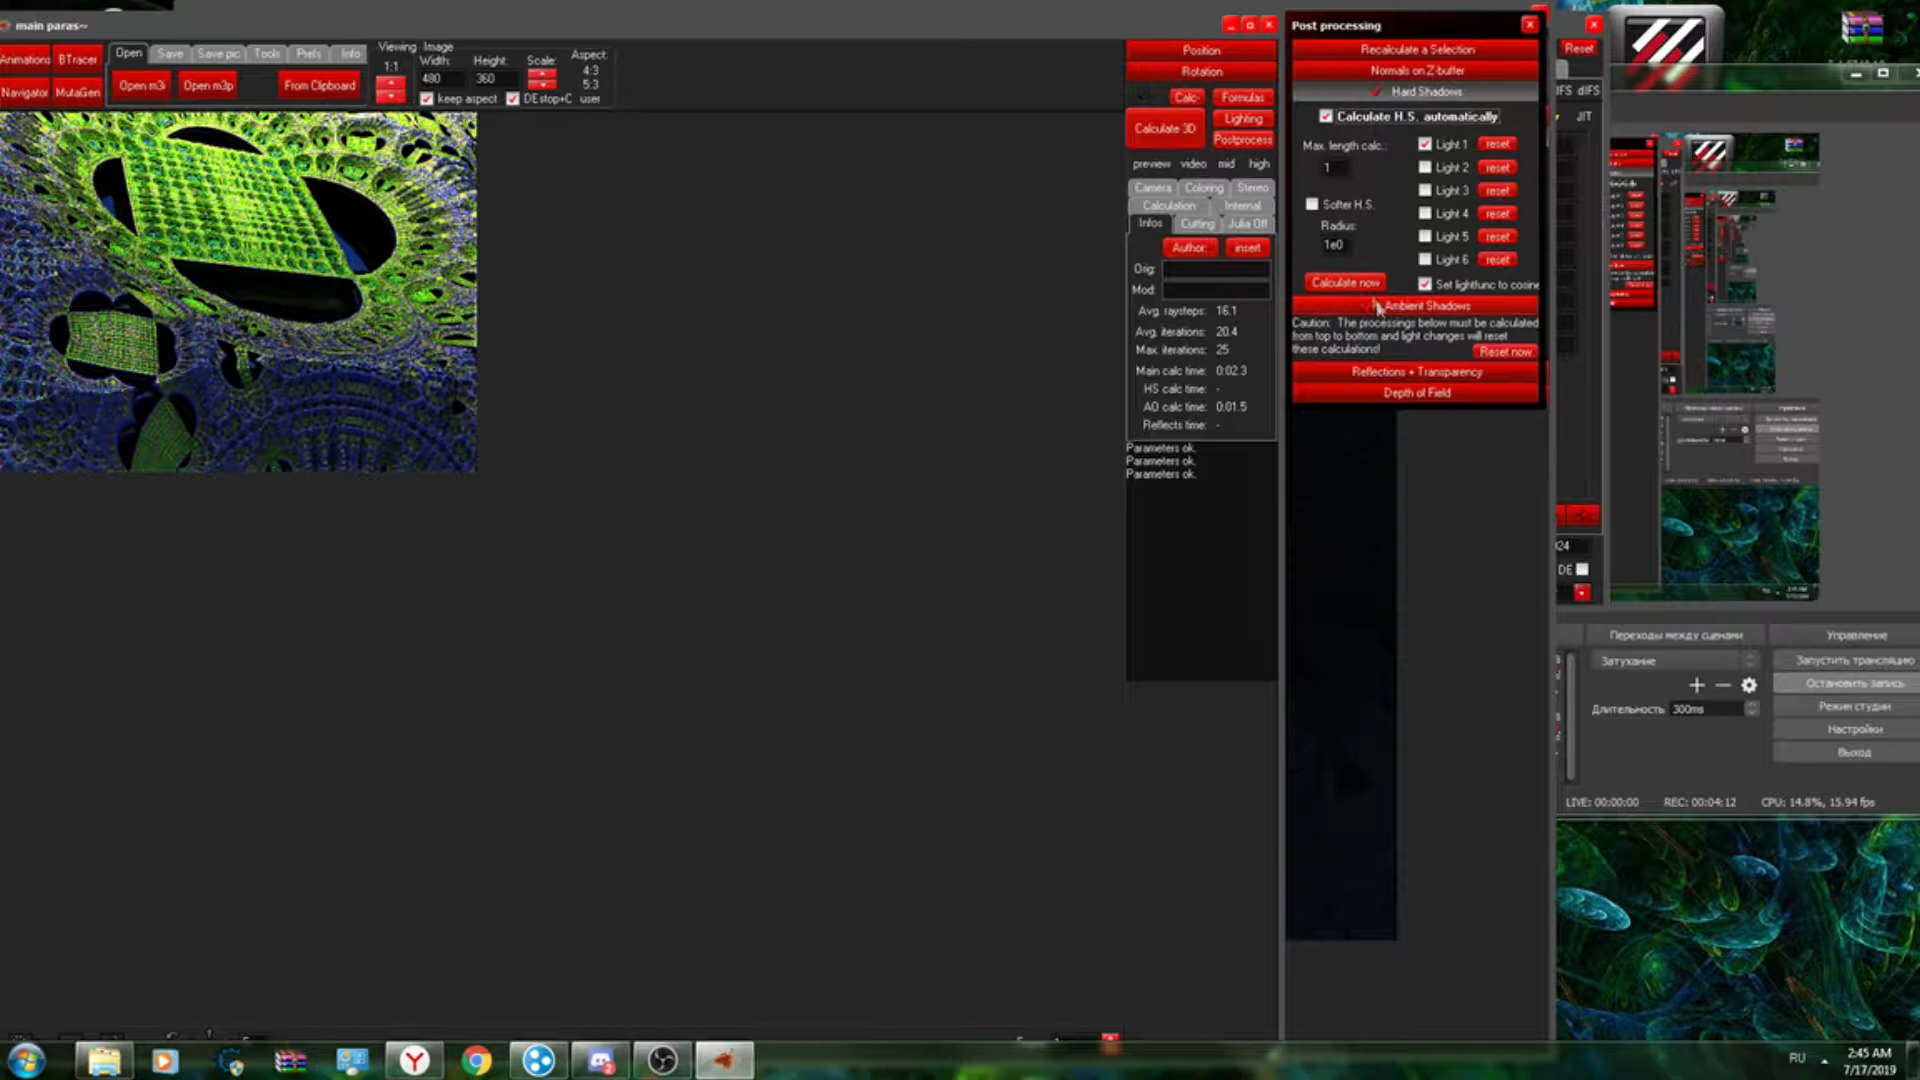 main paras~
Animations
BTracer
Navigator
MutaGen
Open
Save
Save pic
Tools
Prefs
Info
Open m3i
Open m3p
From Clipboard
Viewing
1:1
Image
Width:
Height:
Scale:
Aspect:
480
360
4:3
5:3
user
keep aspect
DEstop+C
Position
Rotation
Calc-
Formulas
Calculate 3D
Lighting
Postprocess
preview
video
mid
high
Camera
Coloring
Stereo
Calculation
Internal
Infos
Cutting
Julia Off
Author:
insert
Orig:
Mod:
Avg. raysteps: 16.1
Avg. iterations: 20.4
Max. iterations: 25
Main calc time: 0:02.3
HS calc time: -
AO calc time: 0:01.5
Reflects time: -
Parameters ok.
Parameters ok.
Parameters ok.
Post processing
Recalculate a Selection
Normals on Z-buffer
Hard Shadows
Calculate H.S. automatically
Max. length calc.:
1
Softer H.S.
Radius:
1e0
Light 1 reset
Light 2 reset
Light 3 reset
Light 4 reset
Light 5 reset
Light 6 reset
Calculate now
Set lightfunc to cosine
Ambient Shadows
Caution: The processings below must be calculated
from top to bottom and light changes will reset
these calculations!
Reset now
Reflections + Transparency
Depth of Field
Reset
IFS dIFS
JIT
024
DE
Переходы между сценами
Управление
Затухание
Длительность 300ms
Запустить трансляцию
Остановить запись
Режим студии
Настройки
Выход
LIVE: 00:00:00
REC: 00:04:12
CPU: 14.8%, 15.94 fps
RU
2:45 AM
7/17/2019